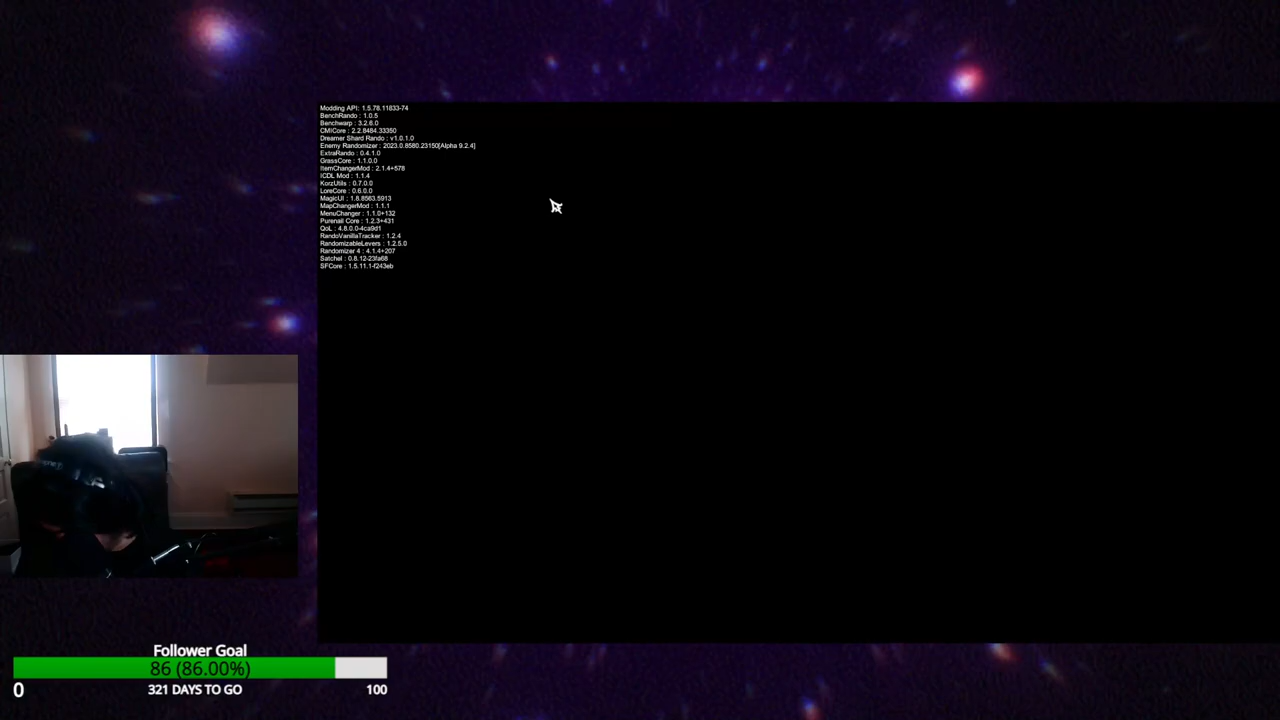 Modding API: 1.5.78.11833-74
BenchRando : 1.0.5
Benchwarp : 3.2.6.0
CMICore : 2.2.8484.33350
Dreamer Shard Rando : v1.0.1.0
Enemy Randomizer : 2023.0.8580.23150[Alpha 9.2.4]
ExtraRando : 0.4.1.0
GrassCore : 1.1.0.0
ItemChangerMod : 2.1.4+578
ICDL Mod : 1.1.4
KorzUtils : 0.7.0.0
LoreCore : 0.6.0.0
MagicUI : 1.8.8563.5913
MapChangerMod : 1.1.1
MenuChanger : 1.1.0+132
Purenail Core : 1.2.3+431
QoL : 4.8.0.0-4ca9d1
RandoVanillaTracker : 1.2.4
RandomizableLevers : 1.2.5.0
Randomizer 4 : 4.1.4+207
Satchel : 0.8.12-23fa68
SFCore : 1.5.11.1-f243eb
Follower Goal
86 (86.00%)
0 321 DAYS TO GO 100